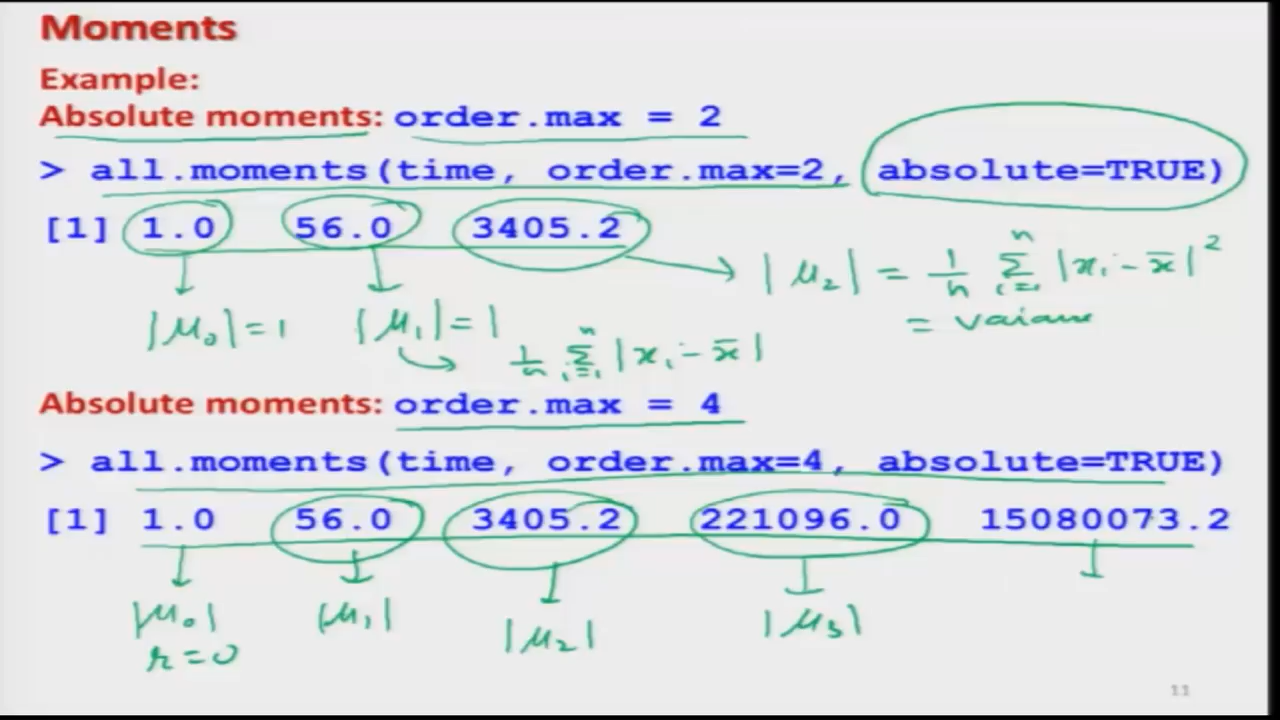 Moments
Example:
Absolute moments: order.max = 2
> all.moments(time, order.max=2, absolute=TRUE)
[1] 1.0 56.0 3405.2
|μ₀| = 1
|μ₁| = |
1/n Σ i=1 n |xᵢ - x̄|
|μ₂| = 1/n Σ i=1 n |xᵢ - x̄|²
=
Absolute moments: order.max = 4
> all.moments(time, order.max=4, absolute=TRUE)
[1] 1.0 56.0 3405.2 221096.0 15080073.2
|μ₀| |μ₁| |μ₂| |μ₃|
r = 0
11